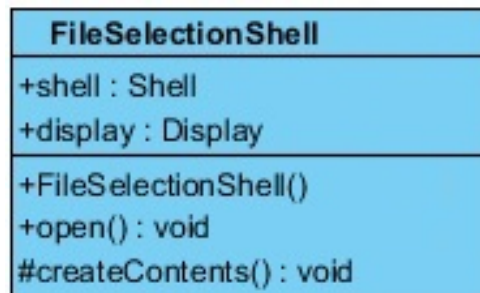 FileSelectionShell
+shell : Shell
+display : Display
+FileSelectionShell()
+open() : void
#createContents() : void